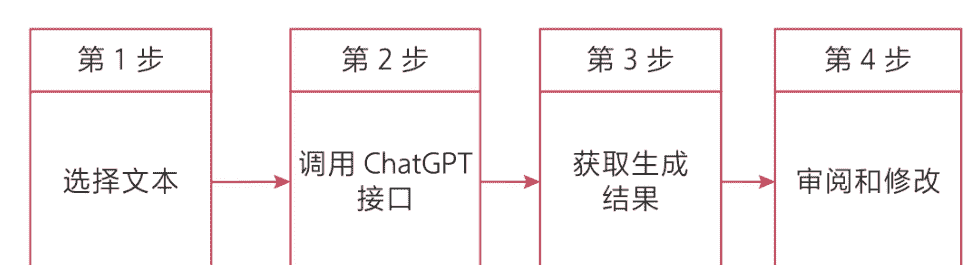 第 1 步
选择文本
第 2 步
调用 ChatGPT
接口
第 3 步
获取生成
结果
第 4 步
审阅和修改